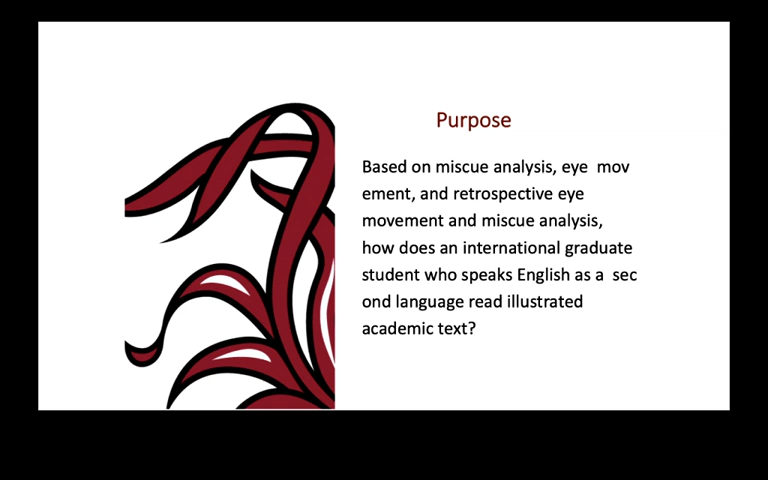 Purpose
Based on miscue analysis, eye  mov
ement, and retrospective eye
movement and miscue analysis,
how does an international graduate
student who speaks English as a  sec
ond language read illustrated
academic text?